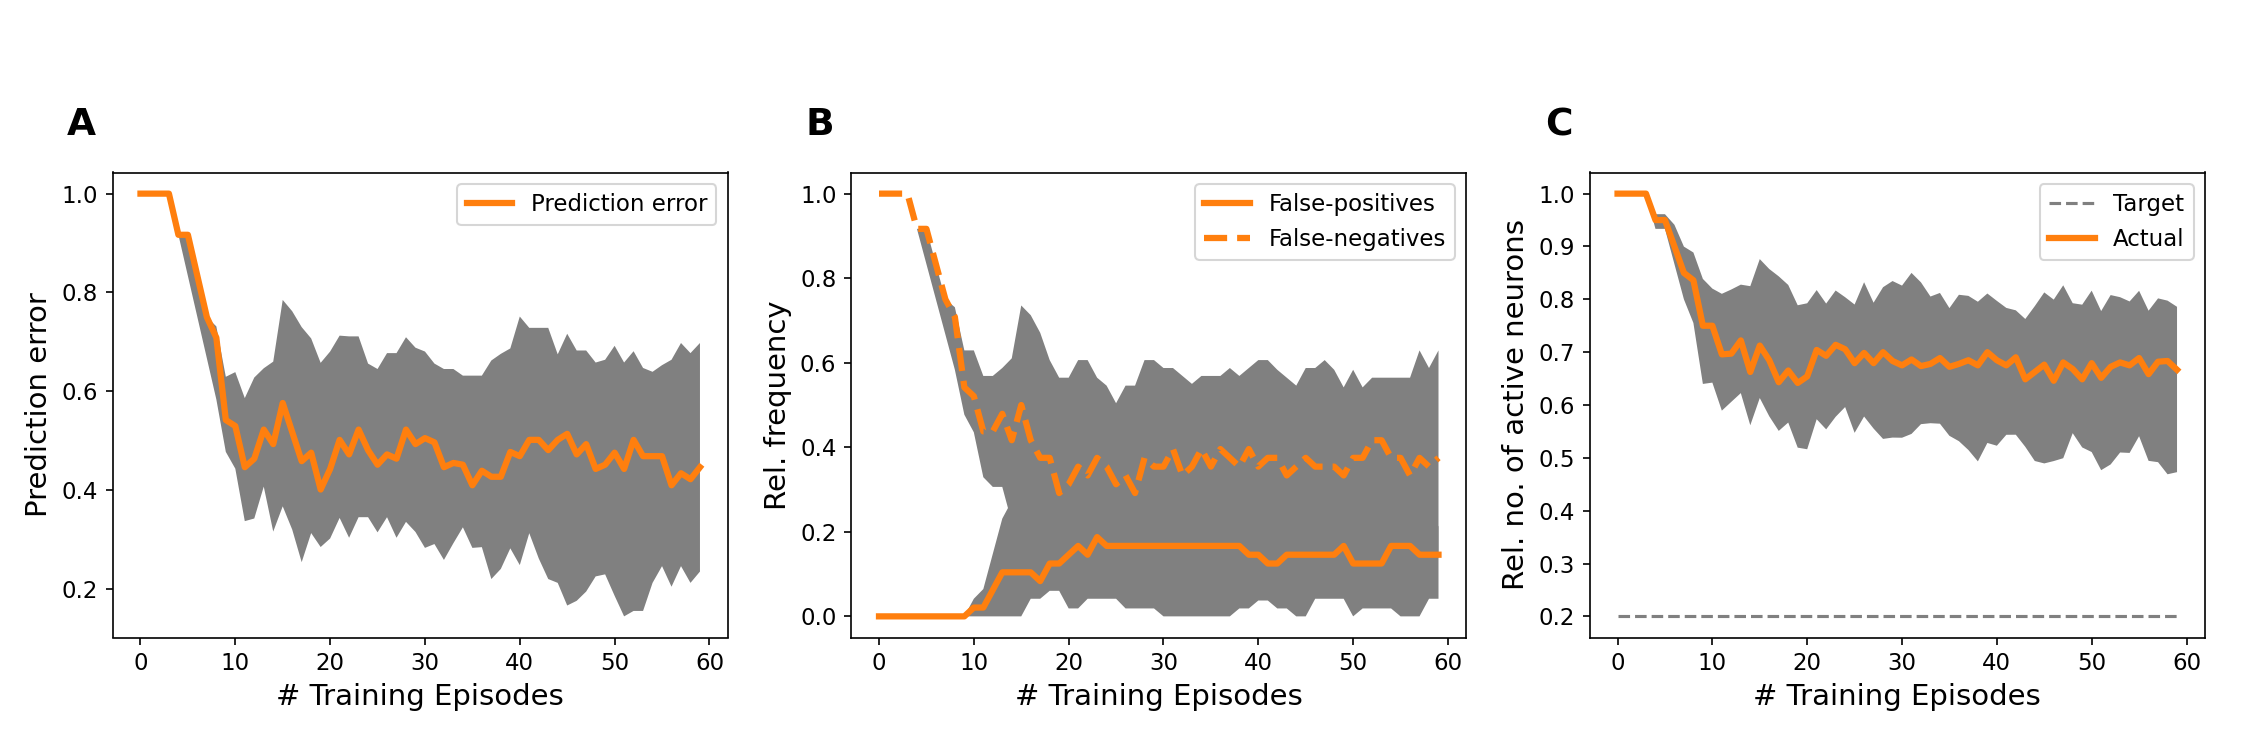 A
B
C
Prediction error
1.0
0.8
0.6
0.4
0.2
0
10
20
30
40
50
60
# Training Episodes
Prediction error
Rel. frequency
1.0
0.8
0.6
0.4
0.2
0.0
0
10
20
30
40
50
60
# Training Episodes
False-positives
False-negatives
Rel. no. of active neurons
1.0
0.9
0.8
0.7
0.6
0.5
0.4
0.3
0.2
0
10
20
30
40
50
60
# Training Episodes
Target
Actual